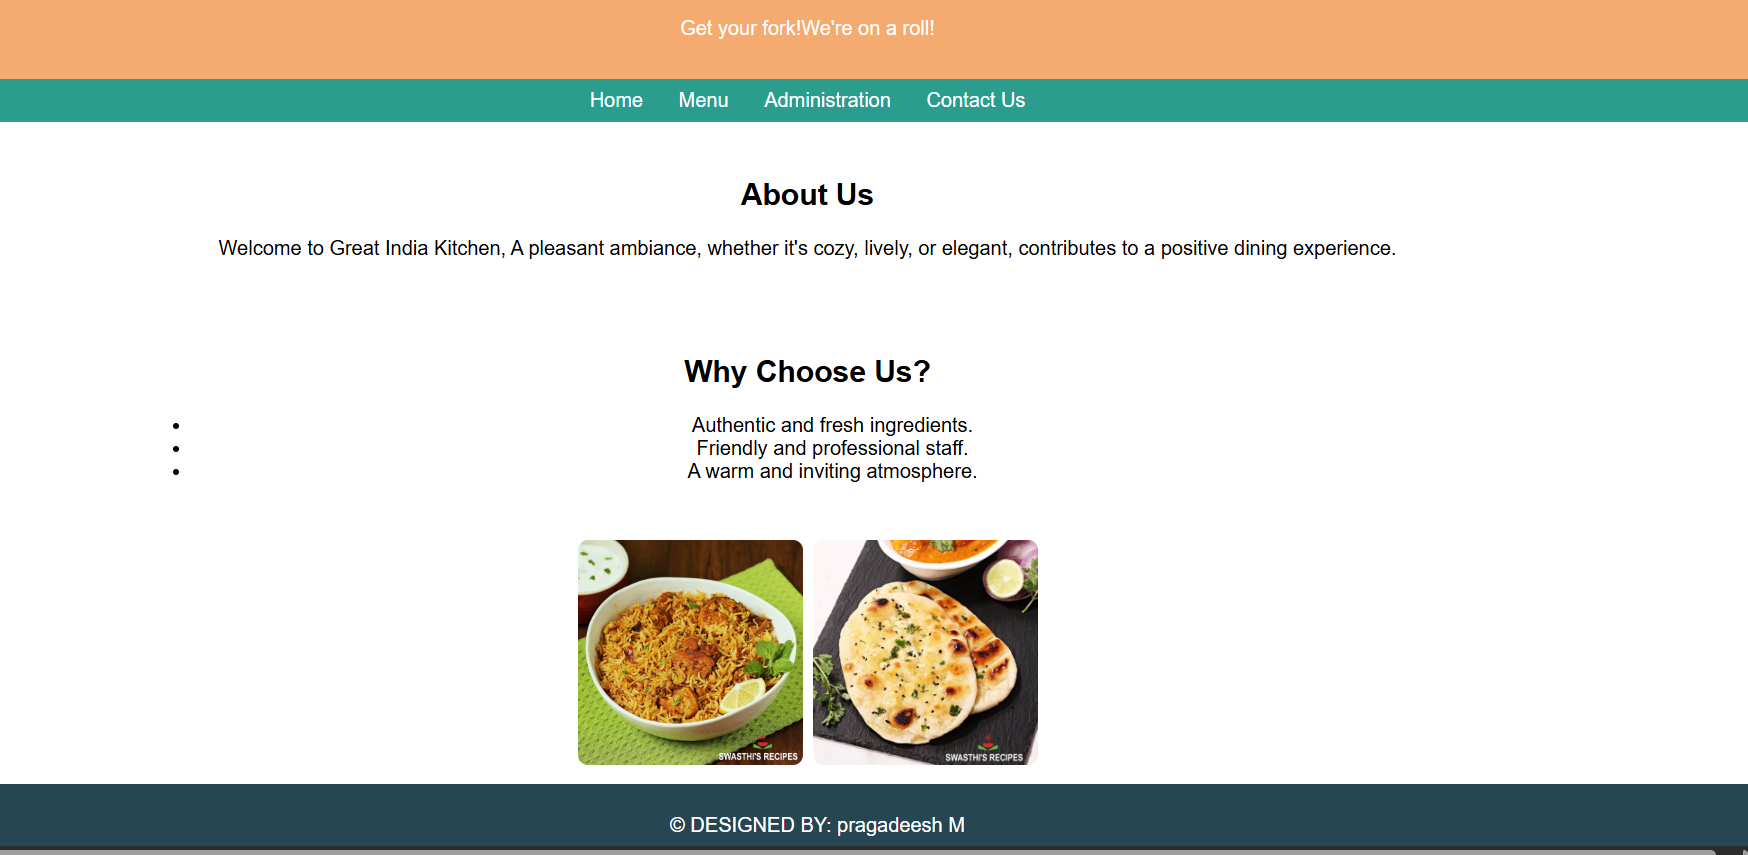 Get your fork!We're on a roll!
Home Menu Administration Contact Us
About Us
Welcome to Great India Kitchen, A pleasant ambiance, whether it's cozy, lively, or elegant, contributes to a positive dining experience.
Why Choose Us?
• Authentic and fresh ingredients.
• Friendly and professional staff.
• A warm and inviting atmosphere.
SWASTHI'S RECIPES SWASTHI'S RECIPES
© DESIGNED BY: pragadeesh M